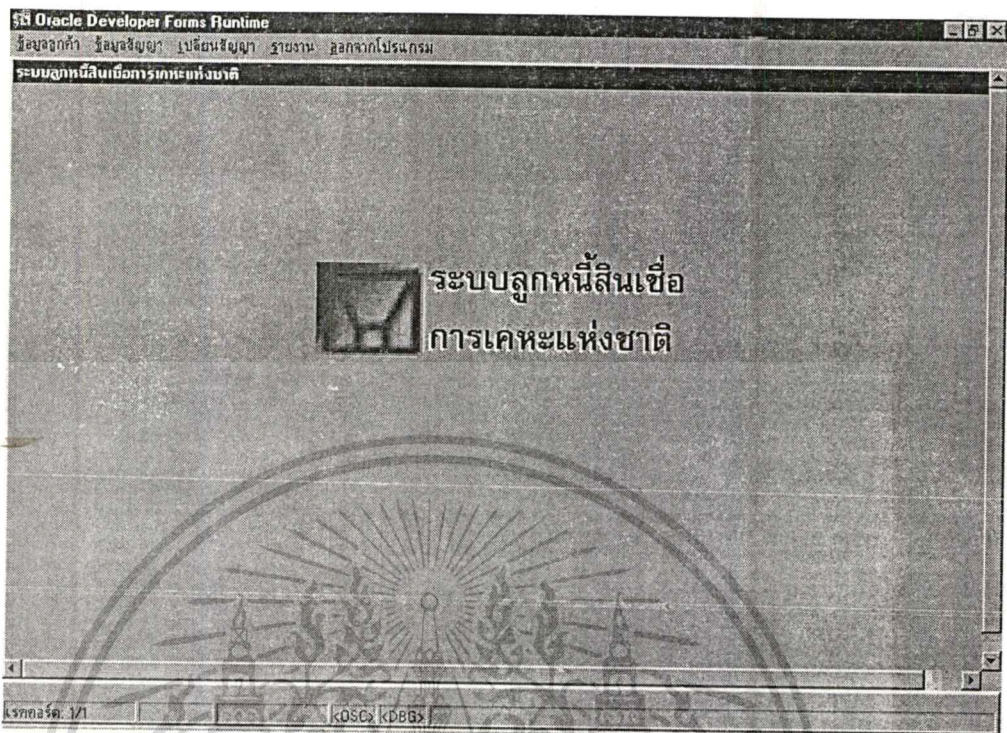 Oracle Developer Forms Runtime
ข้อมูลลูกค้า ข้อมูลสัญญา เปลี่ยนสัญญา รายงาน ออกจากโปรแกรม
ระบบลูกหนี้สินเชื่อการเคหะแห่งชาติ
ระบบลูกหนี้สินเชื่อ
การเคหะแห่งชาติ
เรคคอร์ด: 1/1 <OSC> <DBG>